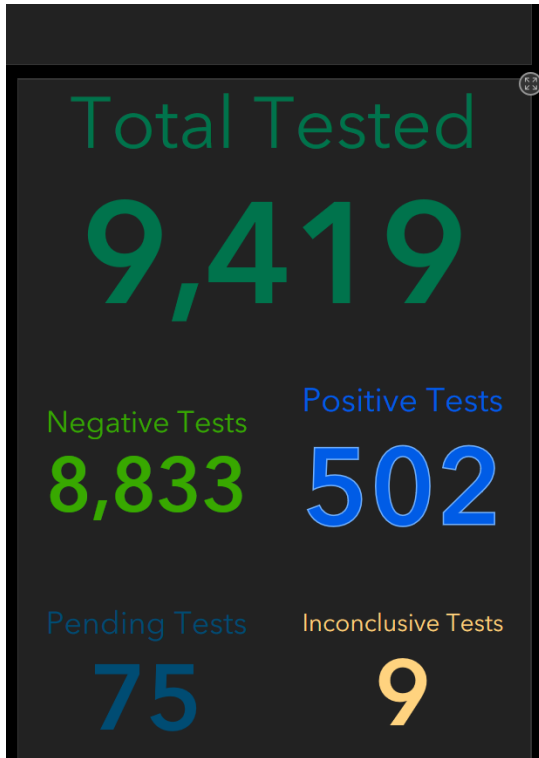 Total Tested
9,419
Negative Tests
8,833
Positive Tests
502
Pending Tests
75
Inconclusive Tests
9